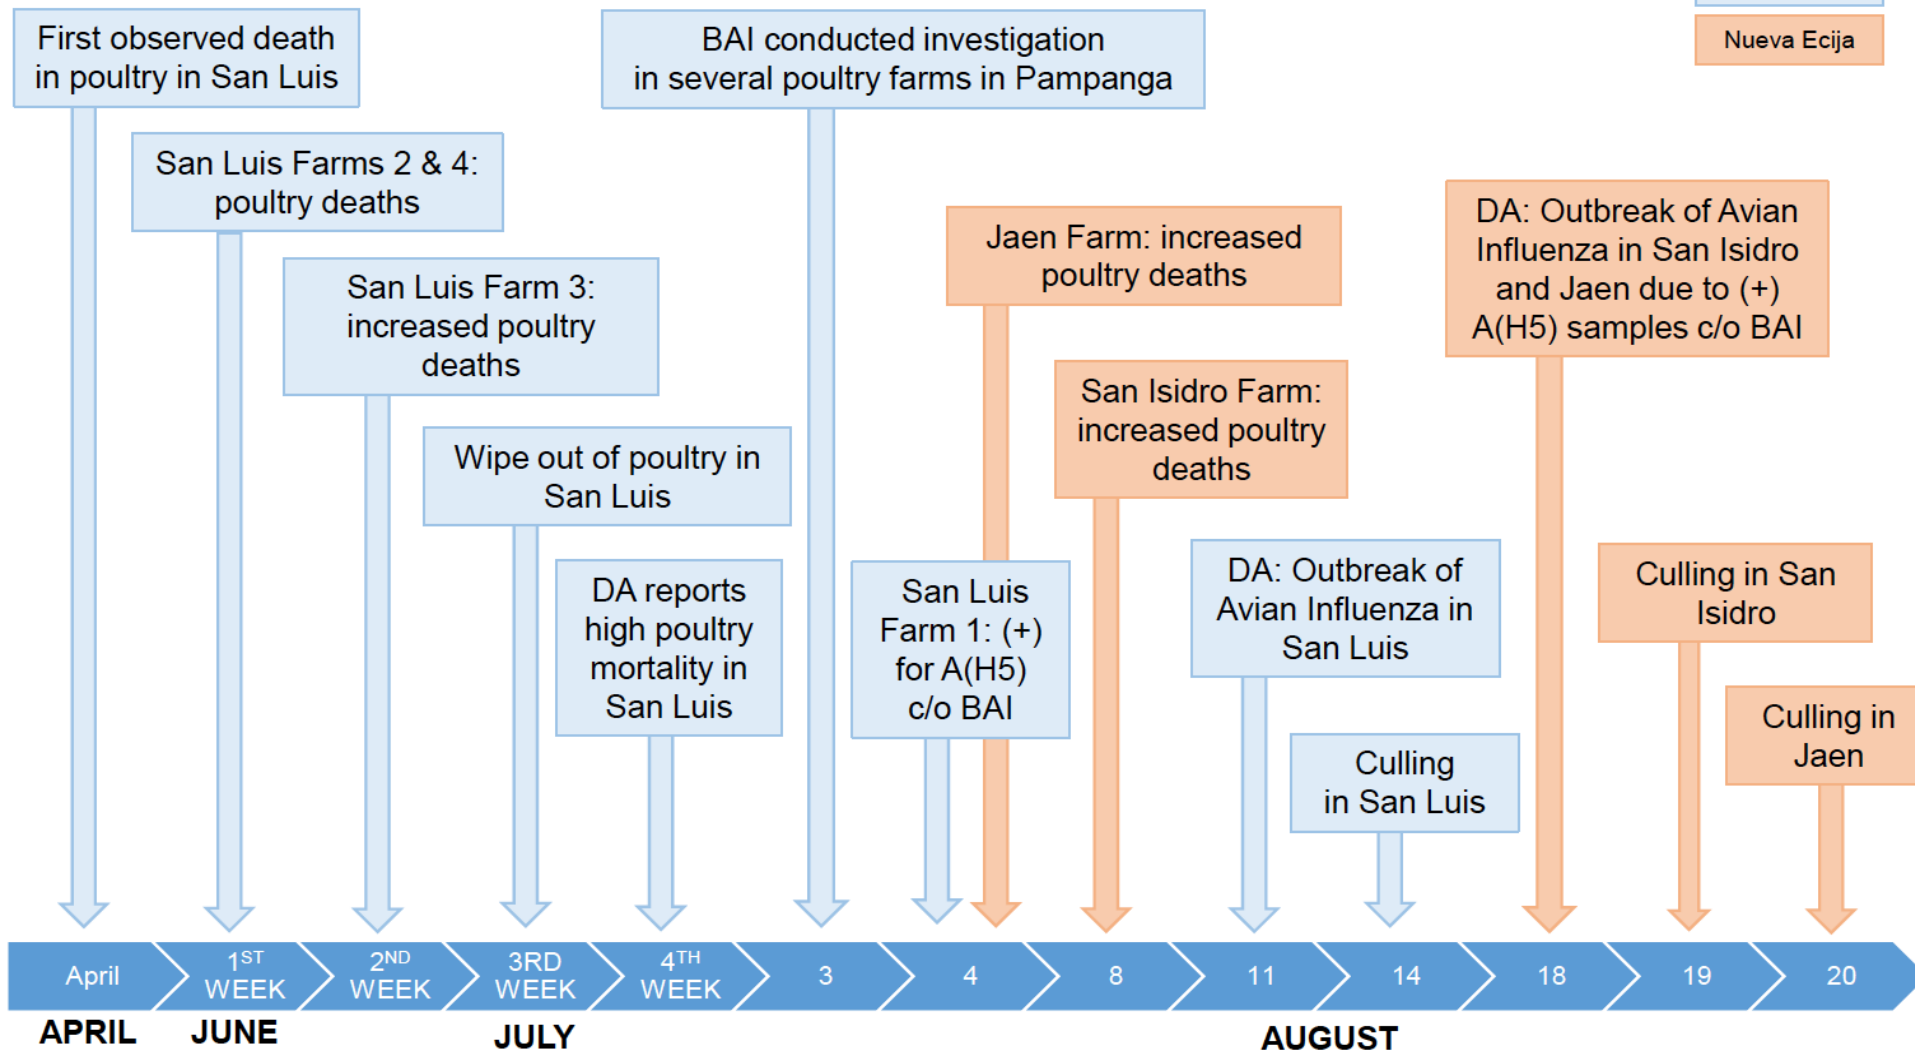 First observed death
in poultry in San Luis
BAI conducted investigation
in several poultry farms in Pampanga
Nueva Ecija
San Luis Farms 2 & 4:
poultry deaths
San Luis Farm 3:
increased poultry
deaths
Wipe out of poultry in
San Luis
DA reports
high poultry
mortality in
San Luis
San Luis
Farm 1: (+)
for A(H5)
c/o BAI
Jaen Farm: increased
poultry deaths
San Isidro Farm:
increased poultry
deaths
DA: Outbreak of
Avian Influenza in
San Luis
Culling
in San Luis
DA: Outbreak of Avian
Influenza in San Isidro
and Jaen due to (+)
A(H5) samples c/o BAI
Culling in San
Isidro
Culling in
Jaen
April
1ST
WEEK
2ND
WEEK
3RD
WEEK
4TH
WEEK
3
4
8
11
14
18
19
20
APRIL
JUNE
JULY
AUGUST